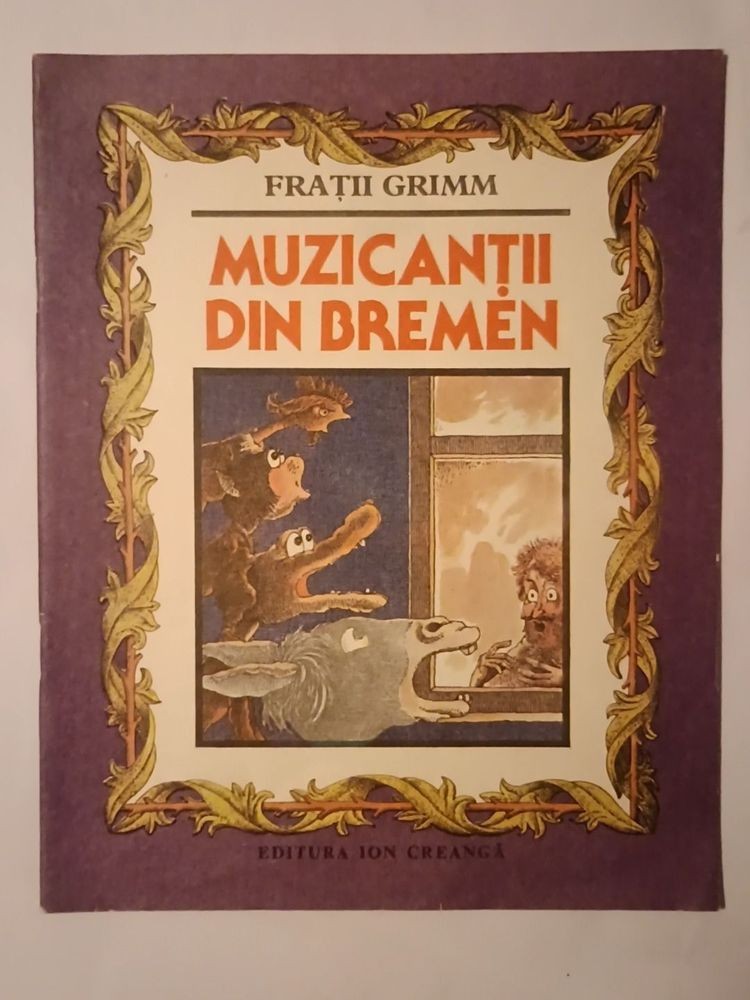 FRAȚII GRIMM
MUZICANȚII
DIN BREMEN
EDITURA ION CREANGĂ